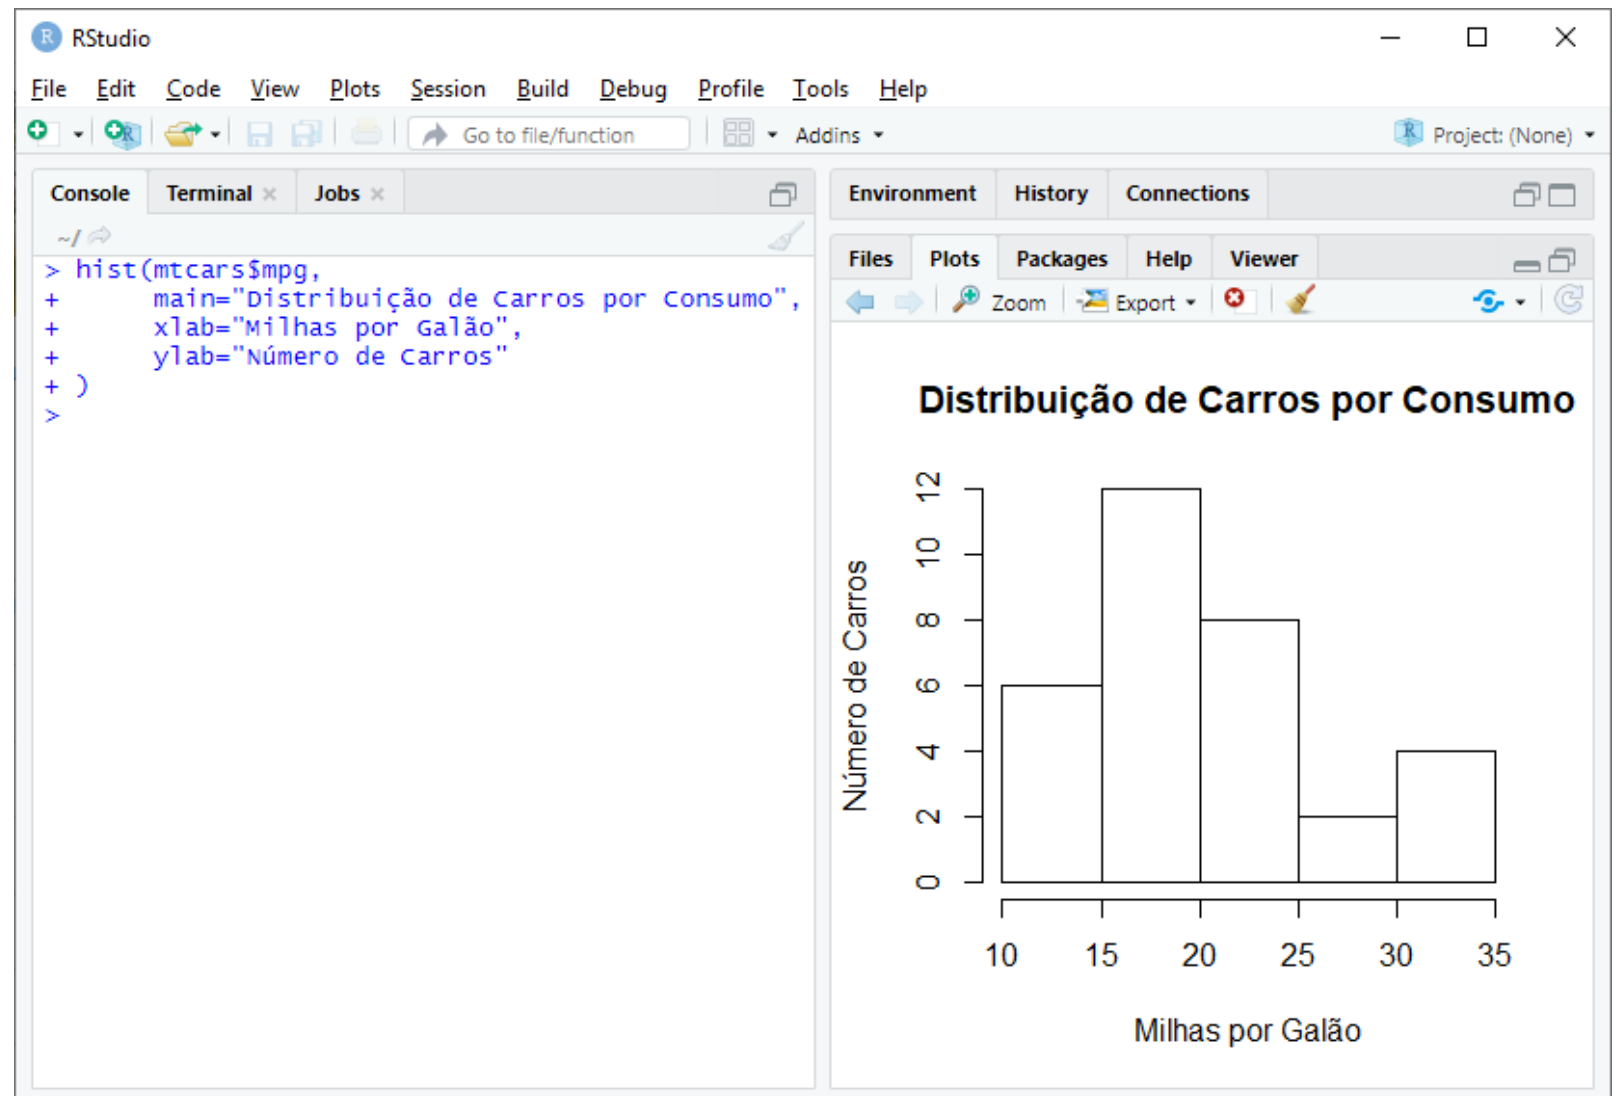 RStudio
File Edit Code View Plots Session Build Debug Profile Tools Help
Go to file/function Addins Project: (None)
Console Terminal Jobs
~/
> hist(mtcars$mpg,
+ main="Distribuição de Carros por Consumo",
+ xlab="Milhas por Galão",
+ ylab="Número de Carros"
+ )
>
Environment History Connections
Files Plots Packages Help Viewer
Zoom Export
Distribuição de Carros por Consumo
Número de Carros
12
10
8
6
4
2
0
10 15 20 25 30 35
Milhas por Galão